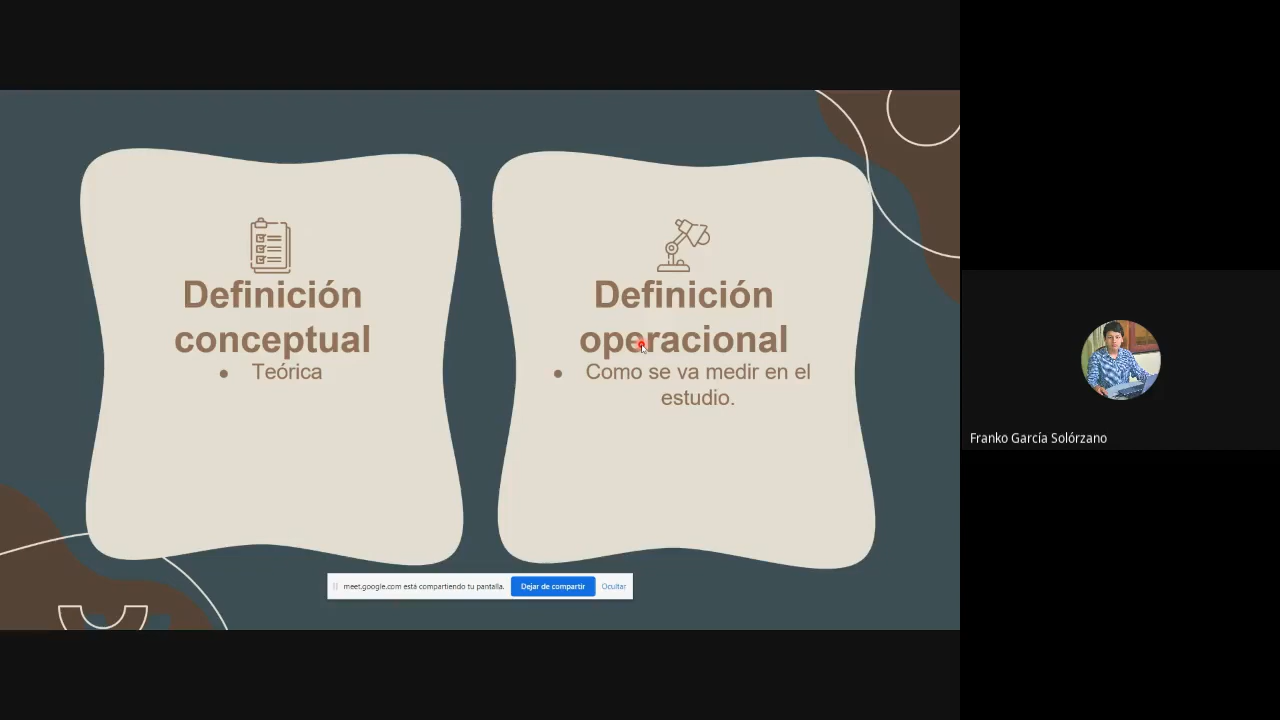 Definición
conceptual
● Teórica
Definición
operacional
● Como se va medir en el
estudio.
meet.google.com está compartiendo tu pantalla.
Dejar de compartir
Ocultar
Franko García Solórzano